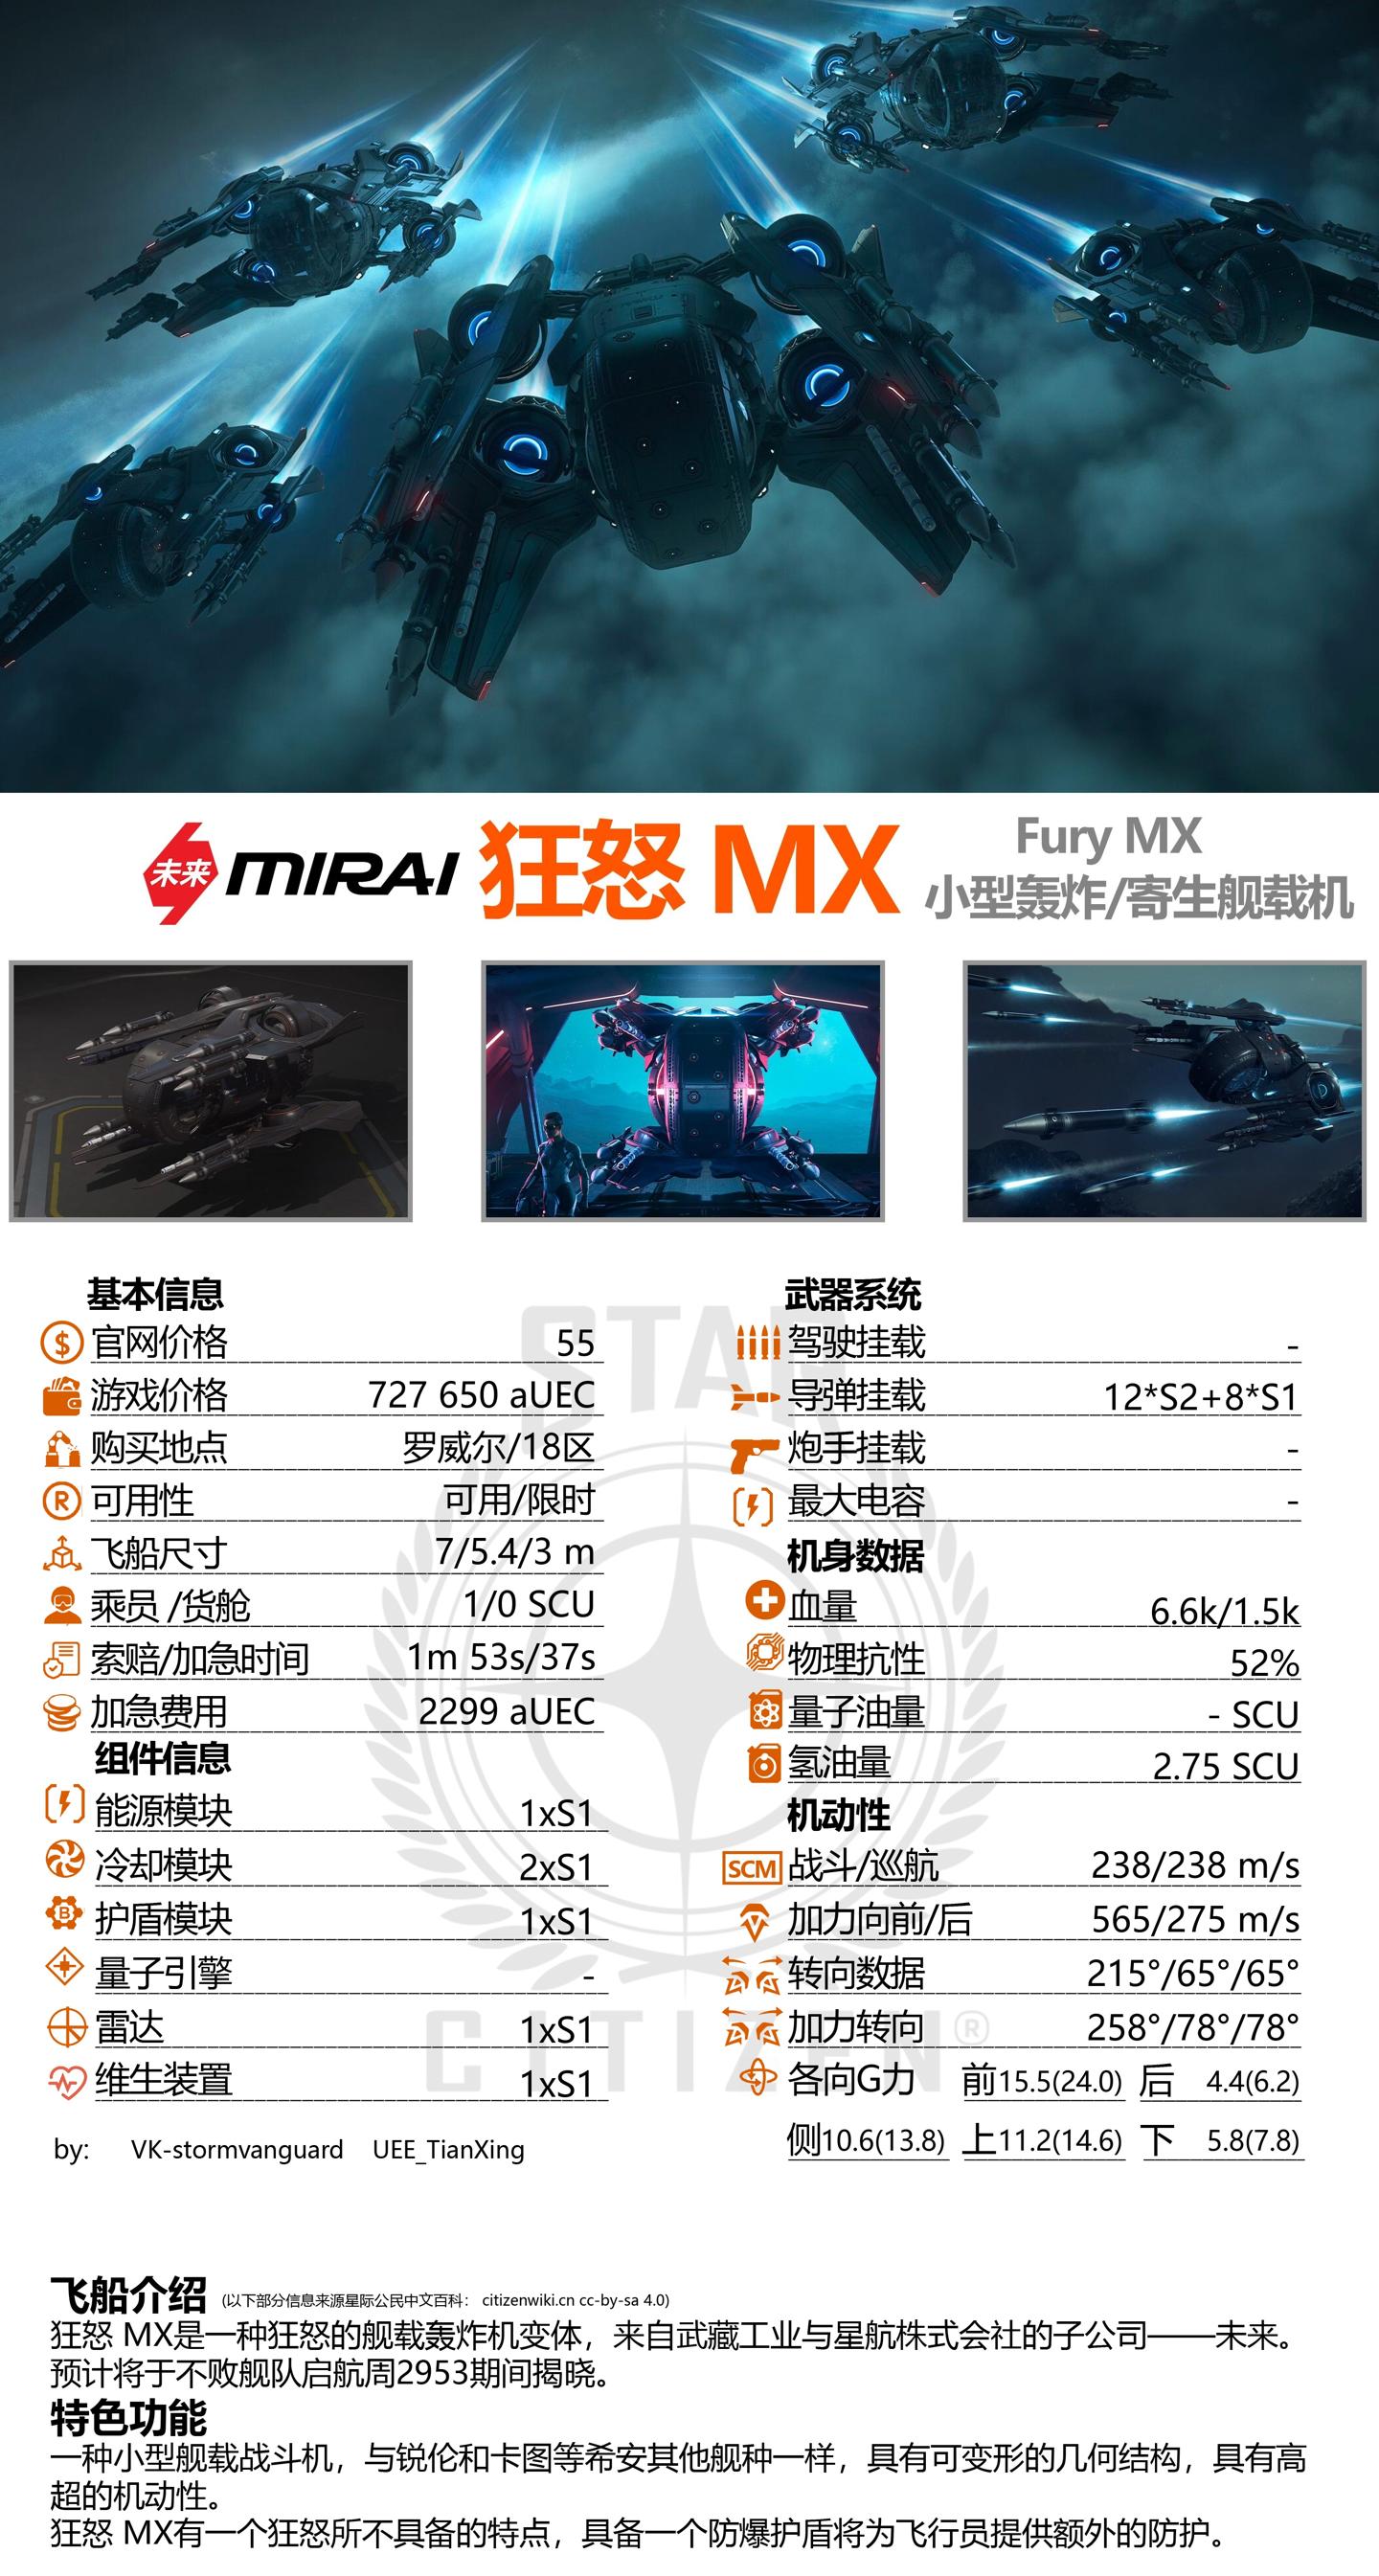 未来 MIRAI 狂怒 MX
Fury MX
小型轰炸/寄生舰载机
基本信息
官网价格 55
游戏价格 727 650 aUEC
购买地点 罗威尔/18区
可用性 可用/限时
飞船尺寸 7/5.4/3 m
乘员 /货舱 1/0 SCU
索赔/加急时间 1m 53s/37s
加急费用 2299 aUEC
组件信息
能源模块 1xS1
冷却模块 2xS1
护盾模块 1xS1
量子引擎 -
雷达 1xS1
维生装置 1xS1
by: VK-stormvanguard UEE_TianXing
武器系统
驾驶挂载 -
导弹挂载 12*S2+8*S1
炮手挂载 -
最大电容 -
机身数据
血量 6.6k/1.5k
物理抗性 52%
量子油量 - SCU
氢油量 2.75 SCU
机动性
SCM 战斗/巡航 238/238 m/s
加力向前/后 565/275 m/s
转向数据 215°/65°/65°
加力转向 258°/78°/78°
各向G力 前15.5(24.0) 后 4.4(6.2)
侧10.6(13.8) 上11.2(14.6) 下 5.8(7.8)
STAR
CITIZEN®
飞船介绍 (以下部分信息来源星际公民中文百科： citizenwiki.cn cc-by-sa 4.0)
狂怒 MX是一种狂怒的舰载轰炸机变体，来自武藏工业与星航株式会社的子公司——未来。
预计将于不败舰队启航周2953期间揭晓。
特色功能
一种小型舰载战斗机，与锐伦和卡图等希安其他舰种一样，具有可变形的几何结构，具有高
超的机动性。
狂怒 MX有一个狂怒所不具备的特点，具备一个防爆护盾将为飞行员提供额外的防护。